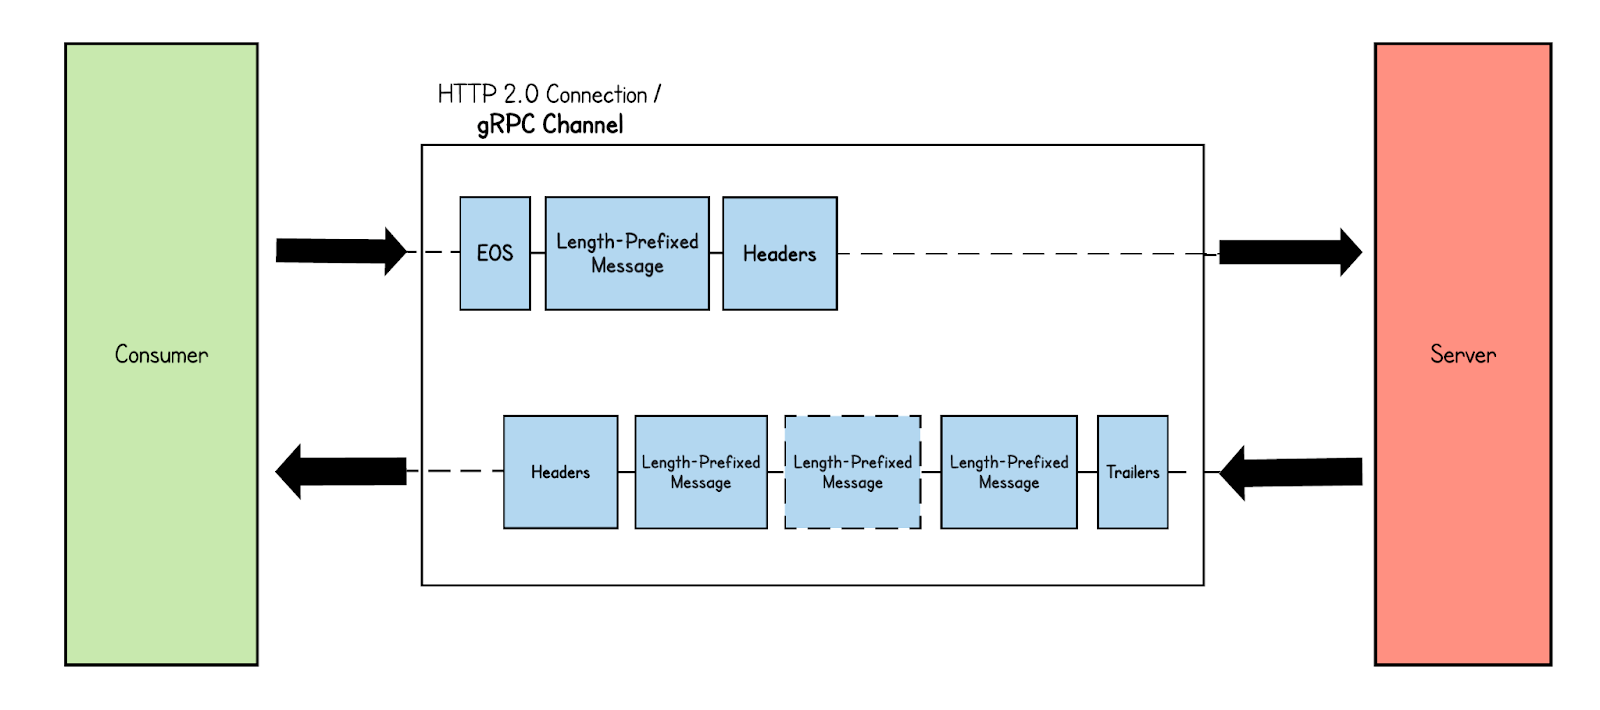 HTTP 2.0 Connection /
gRPC Channel
EOS
Length-Prefixed
Message
Headers
Consumer
Server
Headers
Length-Prefixed
Message
Length-Prefixed
Message
Length-Prefixed
Message
Trailers